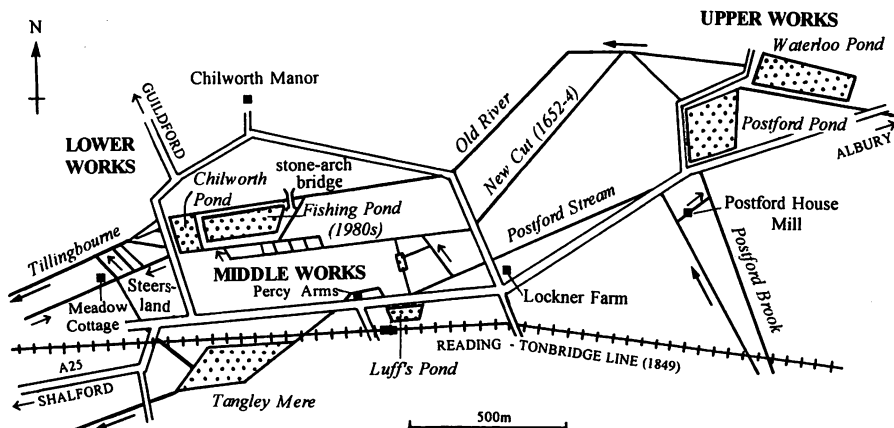 UPPER WORKS
Waterloo Pond
N
Chilworth Manor
GUILDFORD
Old River
New Cut (1652-4)
Postford Pond
ALBURY
LOWER
WORKS
stone-arch
bridge
Chilworth
Pond
Fishing Pond
(1980s)
Postford Stream
Postford House
Mill
Tillingbourne
MIDDLE WORKS
Percy Arms
Steers-
land
Meadow
Cottage
Lockner Farm
Postford Brook
A25
SHALFORD
Luff's Pond
READING - TONBRIDGE LINE (1849)
Tangley Mere
500m